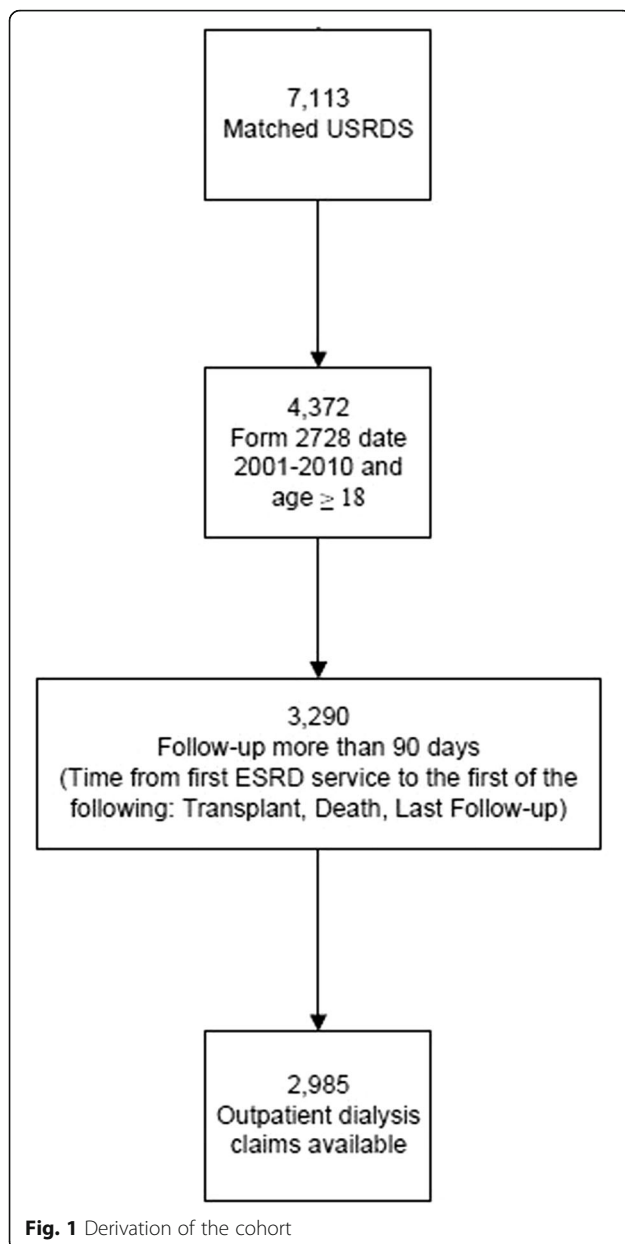 7,113
Matched USRDS
4,372
Form 2728 date
2001-2010 and
age ≥ 18
3,290
Follow-up more than 90 days
(Time from first ESRD service to the first of the
following: Transplant, Death, Last Follow-up)
2,985
Outpatient dialysis
claims available
Fig. 1 Derivation of the cohort